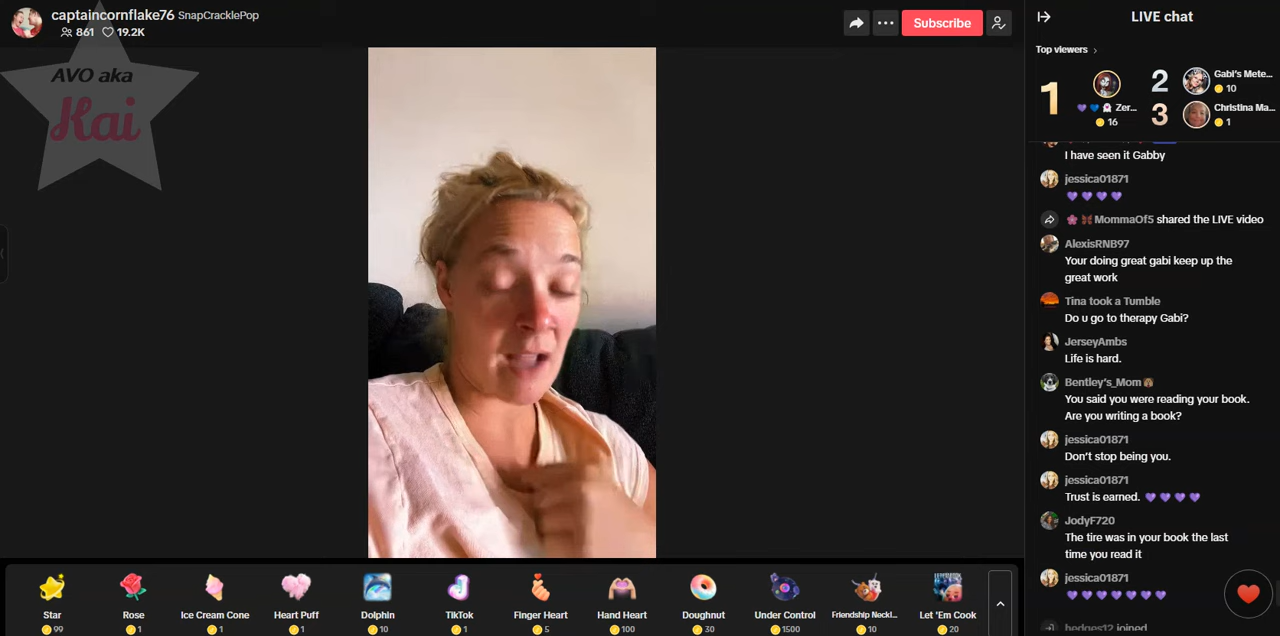 captaincornflake76 SnapCracklePop
861 19.2K
AVO aka
Kai
Subscribe
LIVE chat
Top viewers
1
Zer...
16
2
Gabi's Mete...
10
3
Christina Ma...
1
I have seen it Gabby
jessica01871
MommaOf5 shared the LIVE video
AlexisRNB97
Your doing great gabi keep up the
great work
Tina took a Tumble
Do u go to therapy Gabi?
JerseyAmbs
Life is hard.
Bentley's_Mom
You said you were reading your book.
Are you writing a book?
jessica01871
Don't stop being you.
jessica01871
Trust is earned.
JodyF720
The tire was in your book the last
time you read it
jessica01871
hedges12 joined
Star
99
Rose
1
Ice Cream Cone
1
Heart Puff
1
Dolphin
10
TikTok
1
Finger Heart
5
Hand Heart
100
Doughnut
30
Under Control
1500
Friendship Neckl...
10
Let 'Em Cook
20